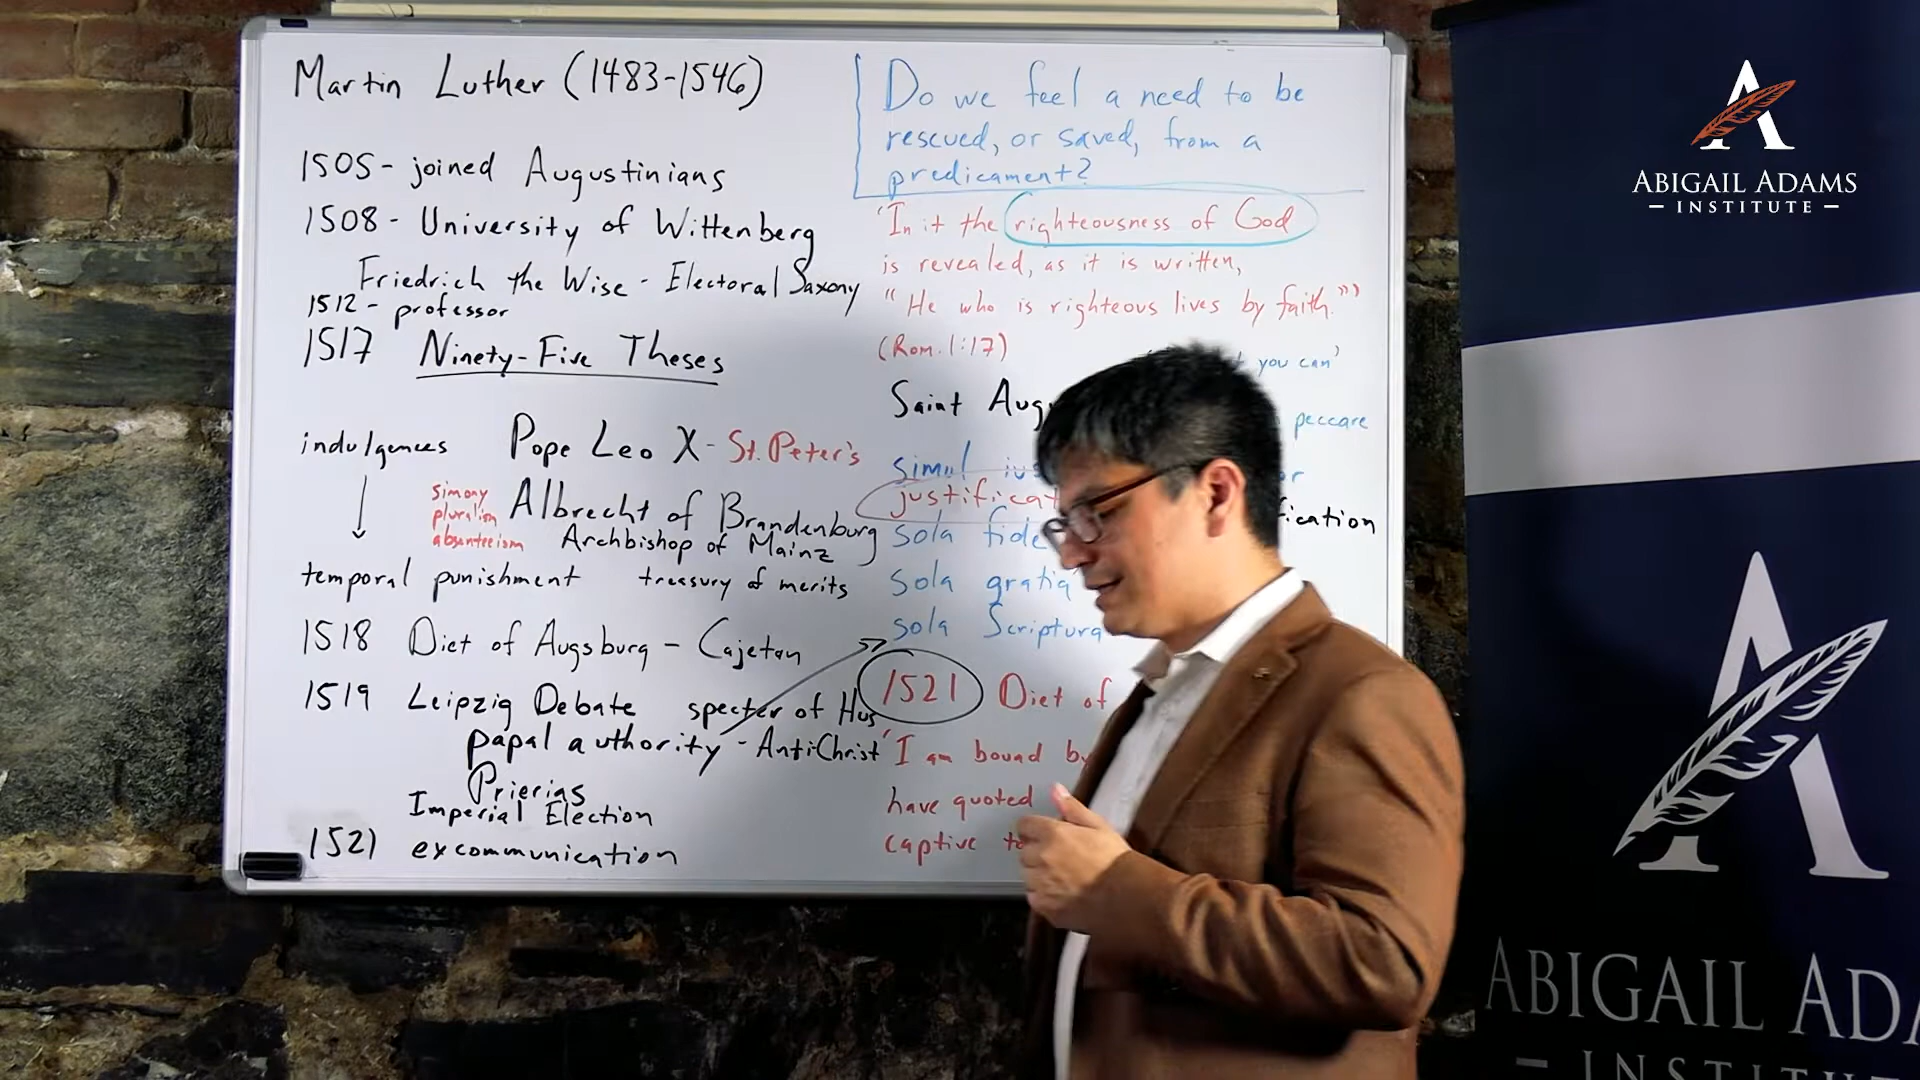 Martin Luther (1483-1546)
1505- joined Augustinians
1508- University of Wittenberg
Friedrich the Wise - Electoral Saxony
1512- professor
1517 Ninety-Five Theses
indulgences Pope Leo X - St. Peter's
simony
pluralism
absenteeism
Albrecht of Brandenburg
Archbishop of Mainz
temporal punishment treasury of merits
1518 Diet of Augsburg - Cajetan
1519 Leipzig Debate specter of Hus
papal authority - AntiChrist
Prierias
Imperial Election
1521 excommunication
Do we feel a need to be
rescued, or saved, from a
predicament?
'In it the righteousness of God
is revealed, as it is written,
"He who is righteous lives by faith."'
(Rom. 1:17)
you can'
Saint
peccare
simul
sola
sola gratia
sola Scriptura
1521 Diet of
'I am bound by
have quoted
captive
ABIGAIL ADAMS
- INSTITUTE -
ABIGAIL